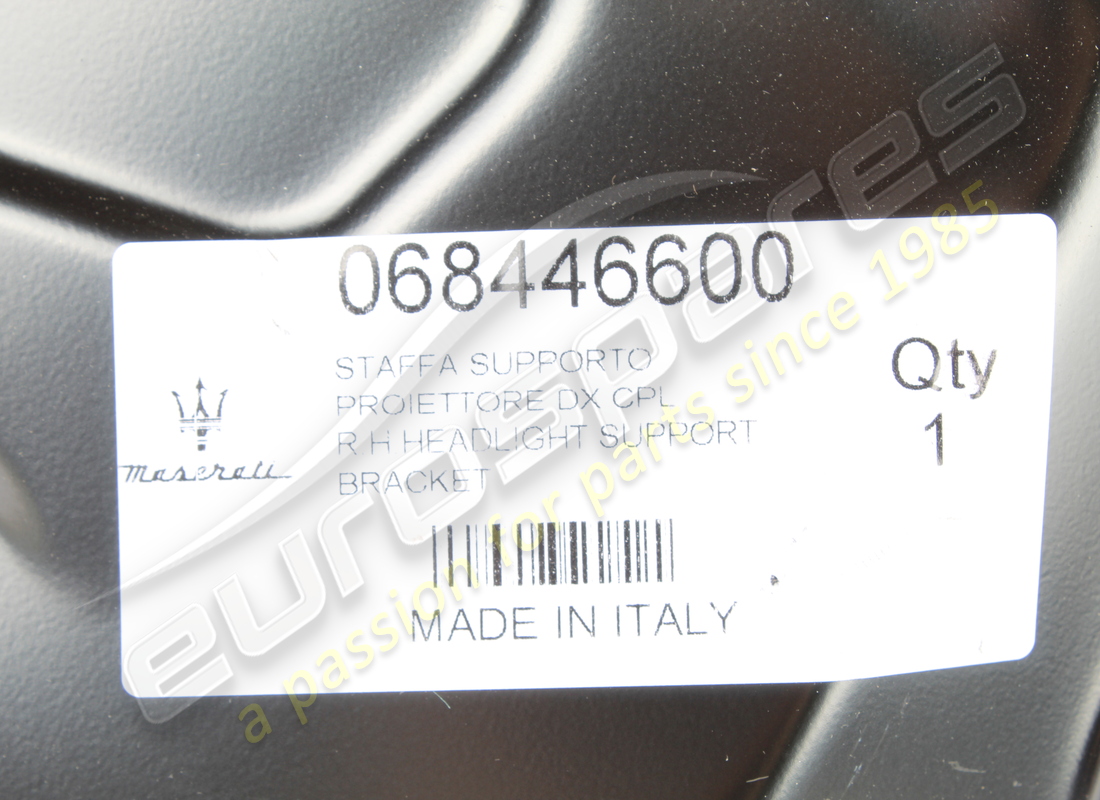 068446600
STAFFA SUPPORTO
PROIETTORE DX CPL
R H HEADLIGHT SUPPORT
BRACKET
Qty
1
Maserati
MADE IN ITALY
eurospares
a passion for parts since 1985